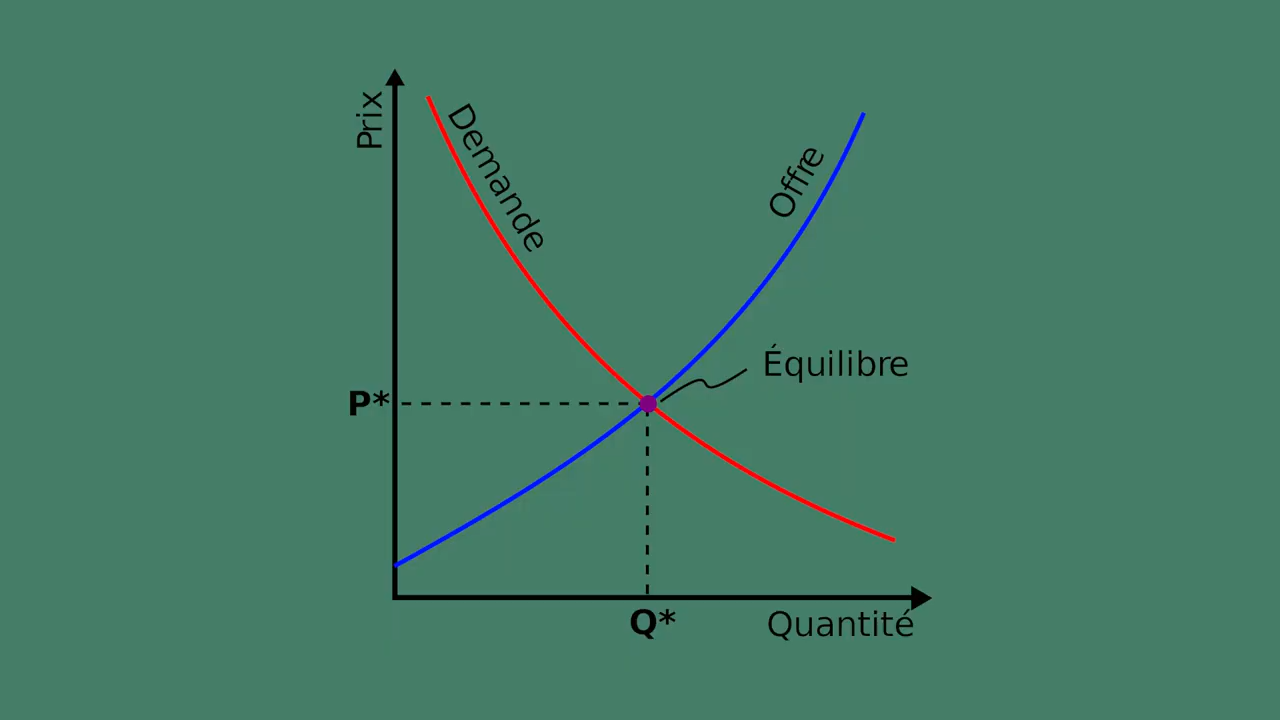 Prix
Demande
Offre
Équilibre
P*
Q*
Quantité